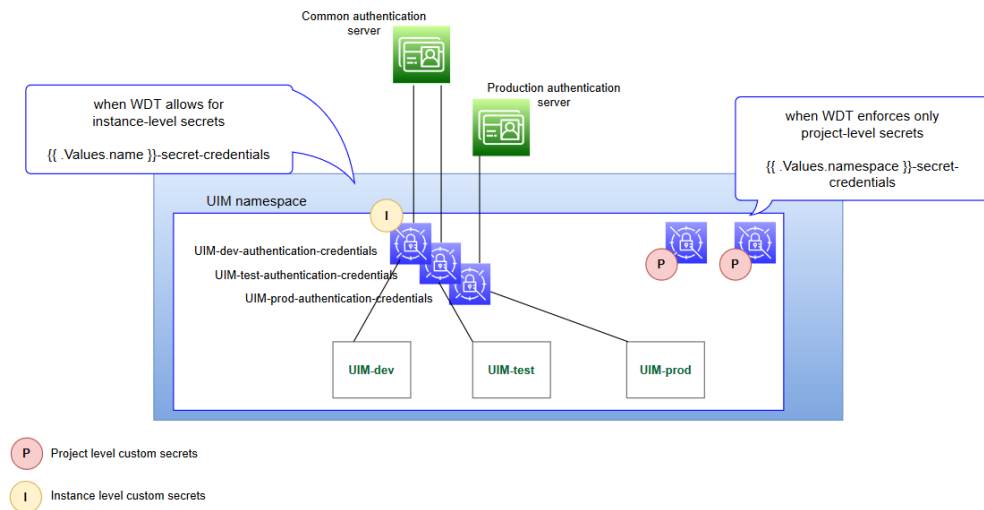 Common authentication
server
Production authentication
server
when WDT allows for
instance-level secrets
{{ .Values.name }}-secret-credentials
when WDT enforces only
project-level secrets
{{ .Values.namespace }}-secret-
credentials
UIM namespace
I
UIM-dev-authentication-credentials
UIM-test-authentication-credentials
UIM-prod-authentication-credentials
P
P
UIM-dev
UIM-test
UIM-prod
P Project level custom secrets
I Instance level custom secrets